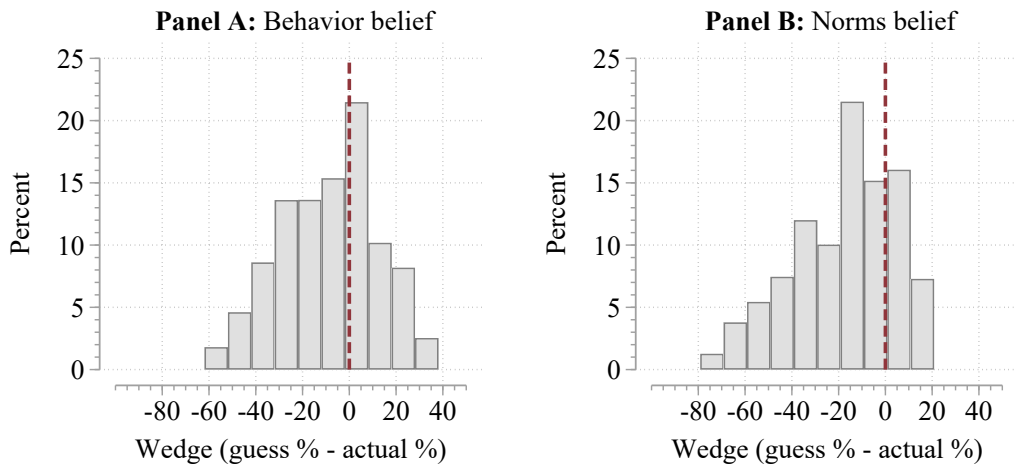 Panel A: Behavior belief
25
20
15
10
5
0
Percent
-80 -60 -40 -20 0 20 40
Wedge (guess % - actual %)
Panel B: Norms belief
25
20
15
10
5
0
Percent
-80 -60 -40 -20 0 20 40
Wedge (guess % - actual %)